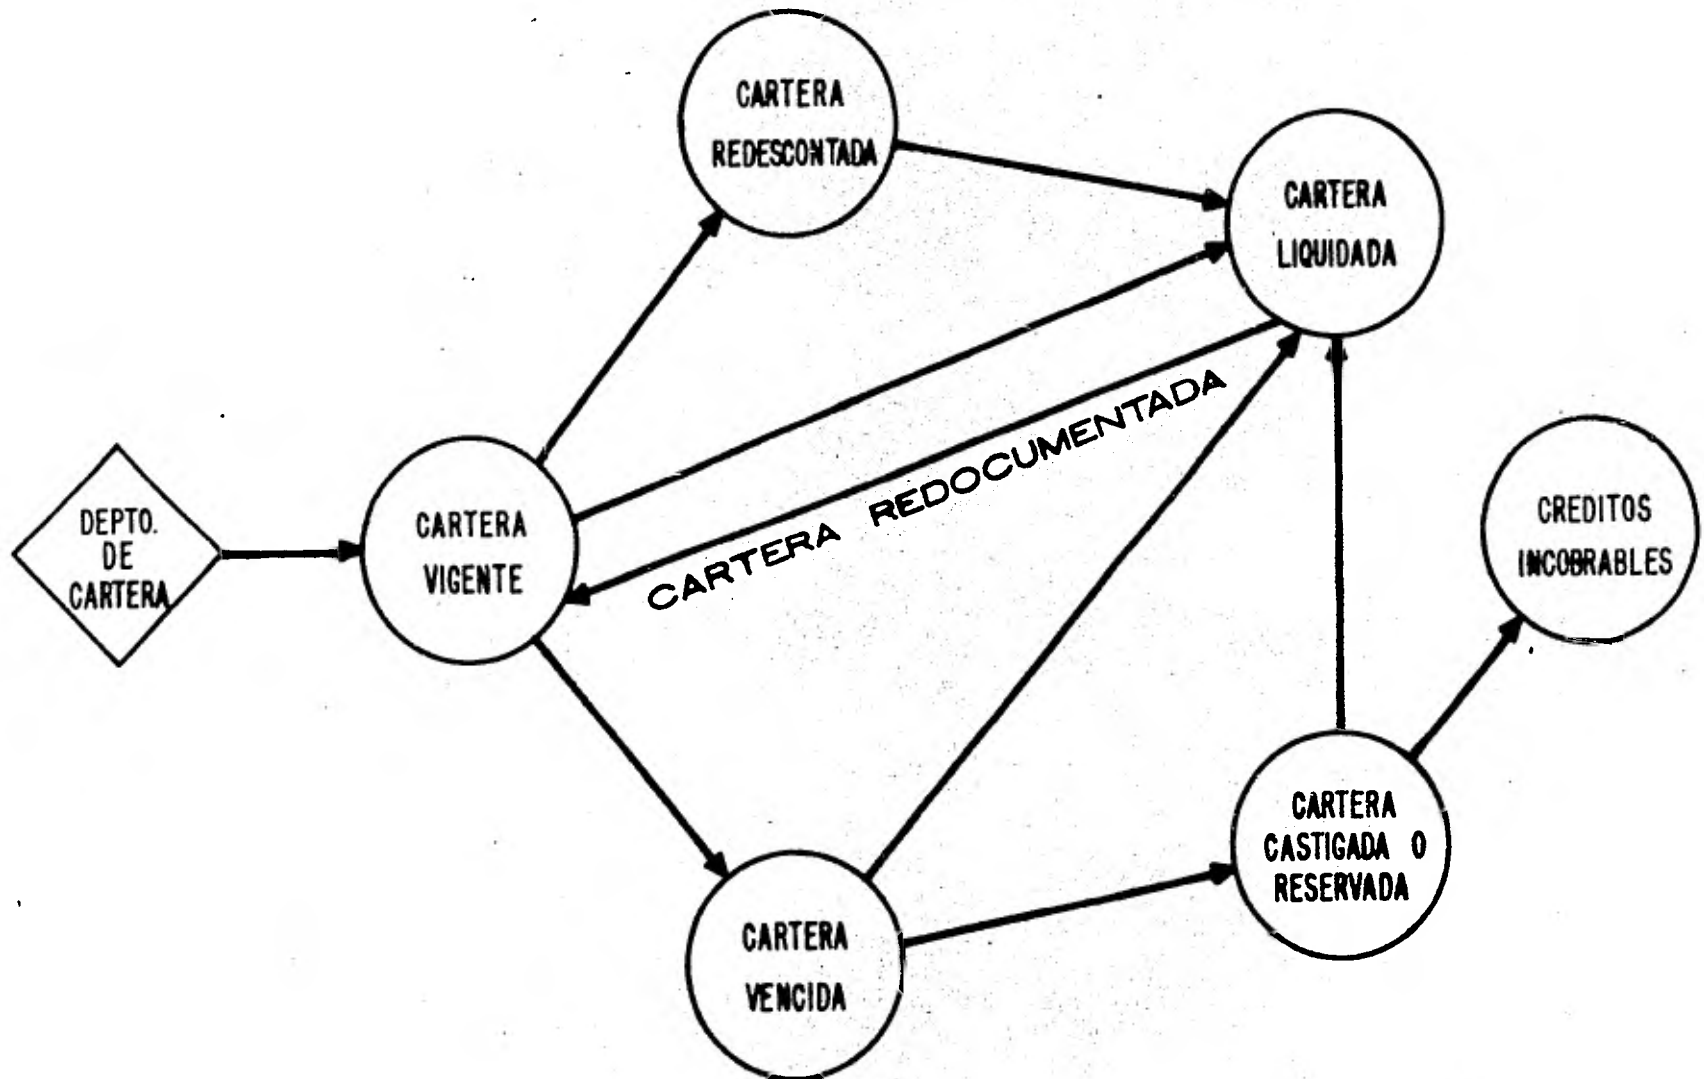 CARTERA
REDESCONTADA
CARTERA
LIQUIDADA
CARTERA REDOCUMENTADA
DEPTO.
DE
CARTERA
CARTERA
VIGENTE
CREDITOS
INCOBRABLES
CARTERA
CASTIGADA O
RESERVADA
CARTERA
VENCIDA